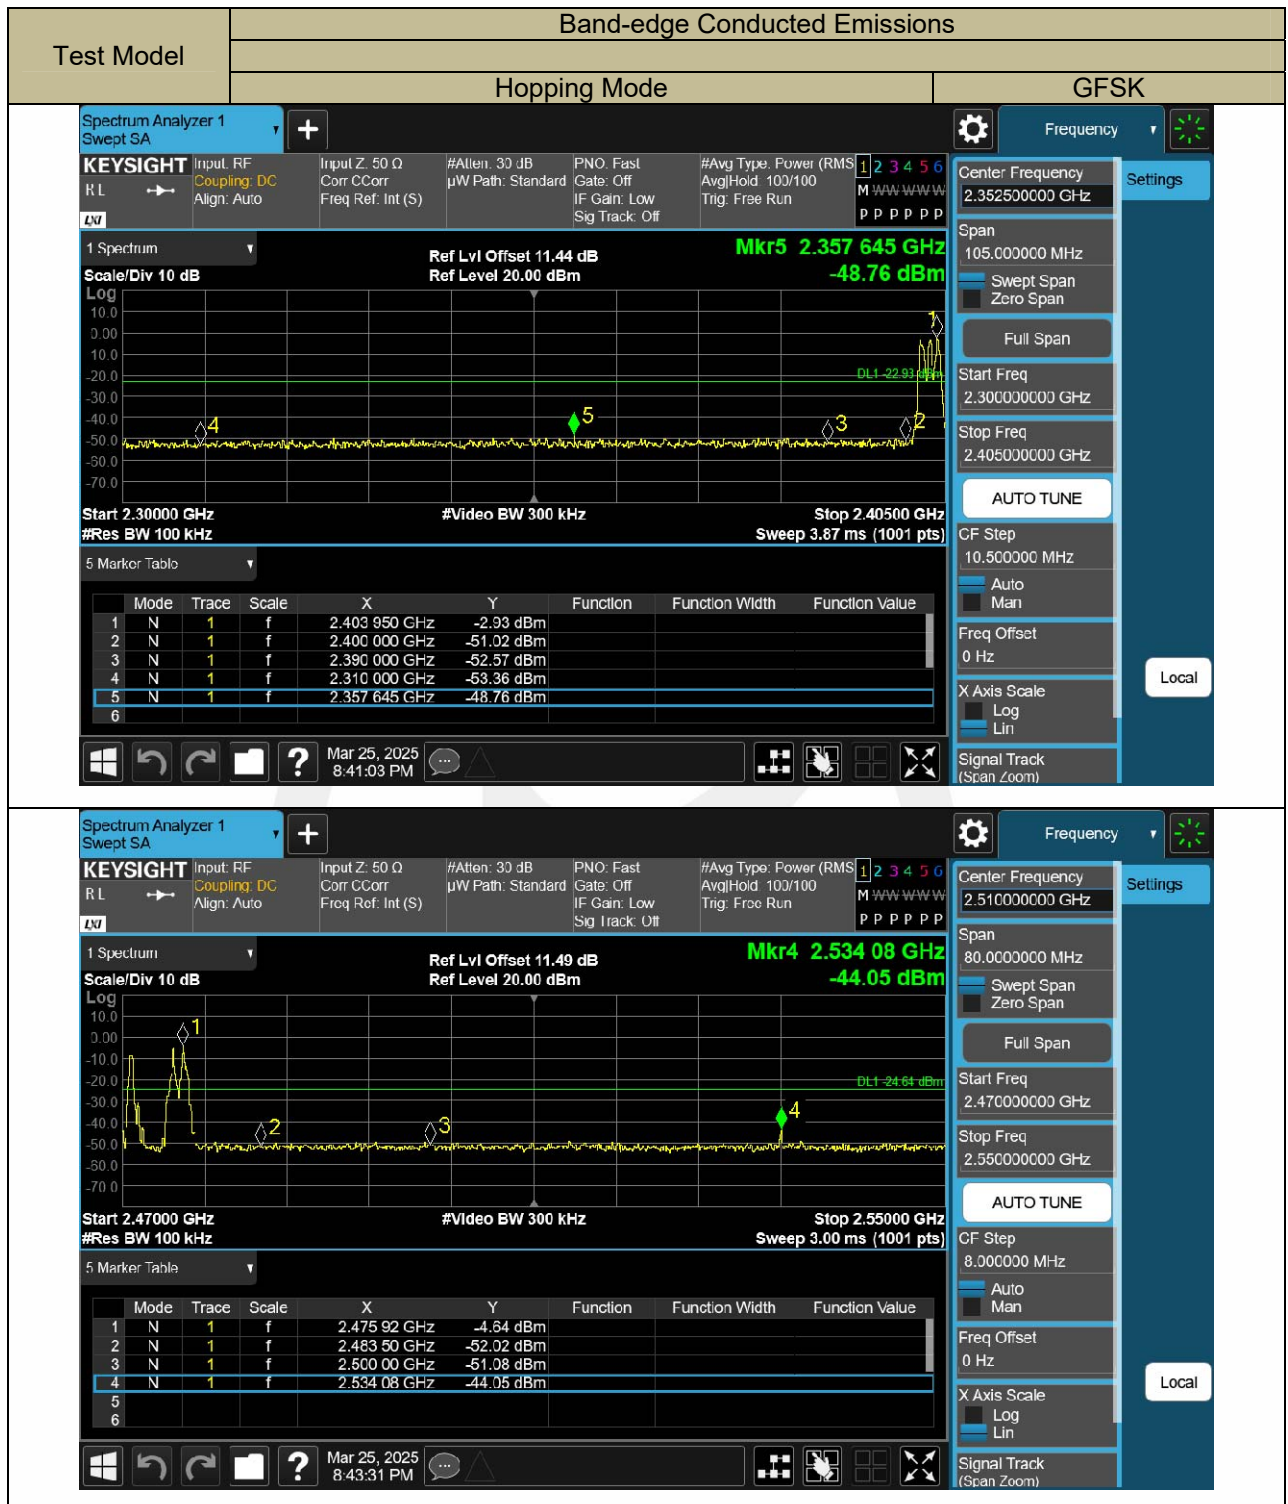 Test Model
Band-edge Conducted Emissions
Hopping Mode
GFSK
Spectrum Analyzer 1
Swept SA
+
Frequency
KEYSIGHT
R L
LXI
Input: RF
Coupling: DC
Align: Auto
Input Z: 50 Ω
Corr CCorr
Freq Ref: Int (S)
#Atten: 30 dB
µW Path: Standard
PNO: Fast
Gate: Off
IF Gain: Low
Sig Track: Off
#Avg Type: Power (RMS
Avg|Hold: 100/100
Trig: Free Run
1 2 3 4 5 6
M W W W W W
P P P P P P
Center Frequency
2.352500000 GHz
Settings
Span
105.000000 MHz
Swept Span
Zero Span
Full Span
Start Freq
2.300000000 GHz
Stop Freq
2.405000000 GHz
AUTO TUNE
CF Step
10.500000 MHz
Auto
Man
Freq Offset
0 Hz
X Axis Scale
Log
Lin
Signal Track
(Span Zoom)
Local
1 Spectrum
Scale/Div 10 dB
Ref Lvl Offset 11.44 dB
Ref Level 20.00 dBm
Mkr5 2.357 645 GHz
-48.76 dBm
Log
10.0
0.00
10.0
-20.0
-30.0
-40.0
-50.0
-60.0
-70.0
1
DL1 -22.93 dBm
4
5
3
2
Start 2.30000 GHz
#Video BW 300 kHz
Stop 2.40500 GHz
#Res BW 100 kHz
Sweep 3.87 ms (1001 pts)
5 Marker Table
Mode Trace Scale X Y Function Function Width Function Value
1 N 1 f 2.403 950 GHz -2.93 dBm
2 N 1 f 2.400 000 GHz -51.02 dBm
3 N 1 f 2.390 000 GHz -52.57 dBm
4 N 1 f 2.310 000 GHz -53.36 dBm
5 N 1 f 2.357 645 GHz -48.76 dBm
6
?
Mar 25, 2025
8:41:03 PM
Spectrum Analyzer 1
Swept SA
+
Frequency
KEYSIGHT
R L
LXI
Input: RF
Coupling: DC
Align: Auto
Input Z: 50 Ω
Corr CCorr
Freq Ref: Int (S)
#Atten: 30 dB
µW Path: Standard
PNO: Fast
Gate: Off
IF Gain: Low
Sig Track: Off
#Avg Type: Power (RMS
Avg|Hold: 100/100
Trig: Free Run
1 2 3 4 5 6
M W W W W W
P P P P P P
Center Frequency
2.510000000 GHz
Settings
Span
80.0000000 MHz
Swept Span
Zero Span
Full Span
Start Freq
2.470000000 GHz
Stop Freq
2.550000000 GHz
AUTO TUNE
CF Step
8.000000 MHz
Auto
Man
Freq Offset
0 Hz
X Axis Scale
Log
Lin
Signal Track
(Span Zoom)
Local
1 Spectrum
Scale/Div 10 dB
Ref Lvl Offset 11.49 dB
Ref Level 20.00 dBm
Mkr4 2.534 08 GHz
-44.05 dBm
Log
10.0
0.00
-10.0
-20.0
-30.0
-40.0
-50.0
-60.0
-70.0
1
DL1 -24.64 dBm
2
3
4
Start 2.47000 GHz
#Video BW 300 kHz
Stop 2.55000 GHz
#Res BW 100 kHz
Sweep 3.00 ms (1001 pts)
5 Marker Table
Mode Trace Scale X Y Function Function Width Function Value
1 N 1 f 2.475 92 GHz -4.64 dBm
2 N 1 f 2.483 50 GHz -52.02 dBm
3 N 1 f 2.500 00 GHz -51.08 dBm
4 N 1 f 2.534 08 GHz -44.05 dBm
5
6
?
Mar 25, 2025
8:43:31 PM